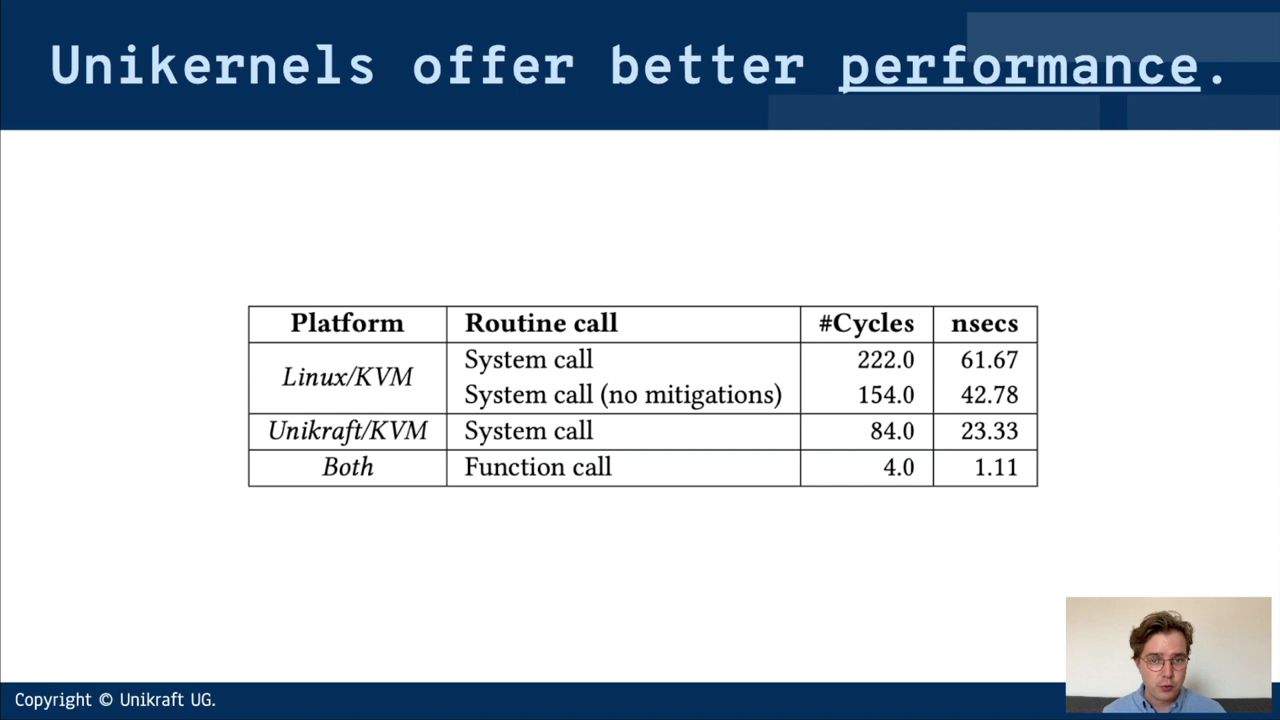 Unikernels offer better performance.
Platform Routine call #Cycles nsecs
Linux/KVM System call 222.0 61.67
System call (no mitigations) 154.0 42.78
Unikraft/KVM System call 84.0 23.33
Both Function call 4.0 1.11
Copyright © Unikraft UG.